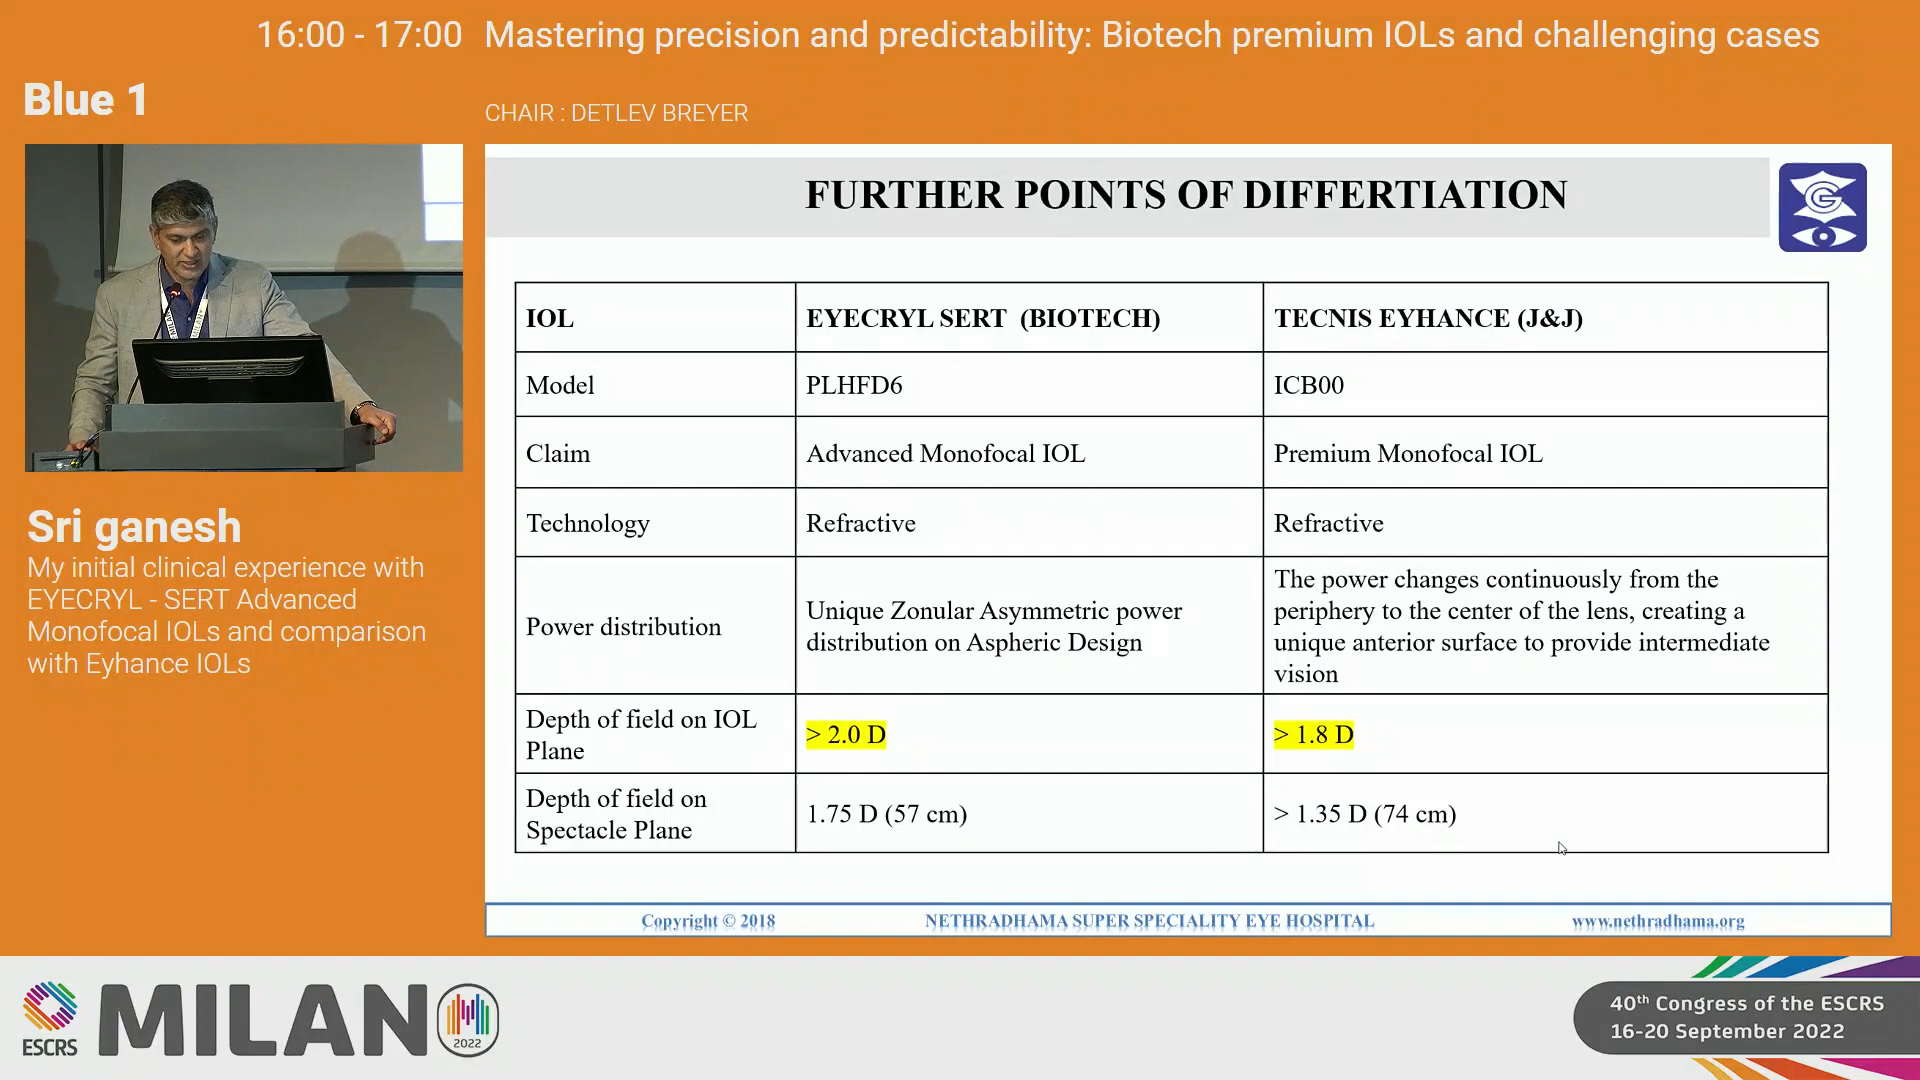 16:00 - 17:00 Mastering precision and predictability: Biotech premium IOLs and challenging cases
Blue 1
CHAIR : DETLEV BREYER
FURTHER POINTS OF DIFFERTIATION
IOL
EYECRYL SERT (BIOTECH)
TECNIS EYHANCE (J&J)
Model
PLHFD6
ICB00
Claim
Advanced Monofocal IOL
Premium Monofocal IOL
Technology
Refractive
Refractive
Power distribution
Unique Zonular Asymmetric power
distribution on Aspheric Design
The power changes continuously from the
periphery to the center of the lens, creating a
unique anterior surface to provide intermediate
vision
Depth of field on IOL
Plane
> 2.0 D
> 1.8 D
Depth of field on
Spectacle Plane
1.75 D (57 cm)
> 1.35 D (74 cm)
Copyright © 2018
NETHRADHAMA SUPER SPECIALITY EYE HOSPITAL
www.nethradhama.org
Sri ganesh
My initial clinical experience with
EYECRYL - SERT Advanced
Monofocal IOLs and comparison
with Eyhance IOLs
MILAN
ESCRS
MILAN
2022
40th Congress of the ESCRS
16-20 September 2022